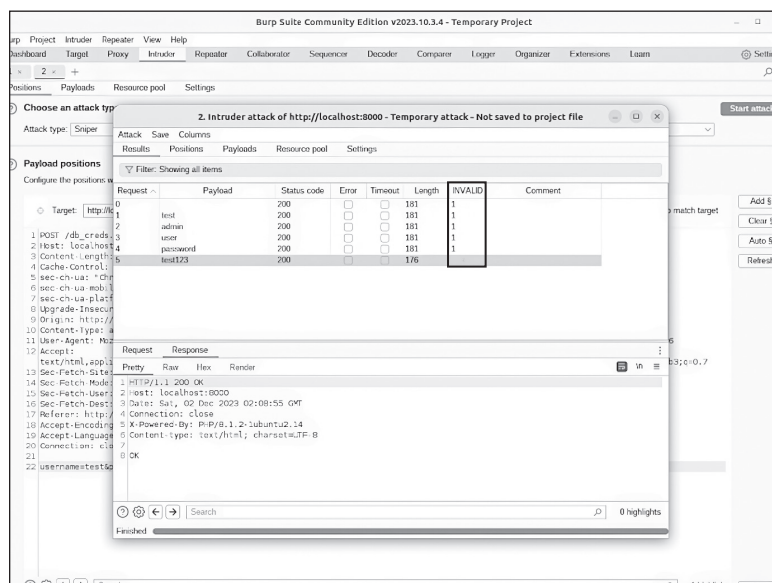 Burp Suite Community Edition v2023.10.3.4 - Temporary Project
Project Intruder Repeater View Help
Target Proxy Intruder Repeater Collaborator Sequencer Decoder Comparer Logger Organizer Extensions Learn
2 × +
Payloads Resource pool Settings
Choose an attack
Start attack
Attack type: Sniper
Payload positions
Configure the positions
Target:
match target
Add §
Clear §
Auto §
1 POST /db_creds.
2 Host: localhost
3 Content-Length:
4 Cache-Control:
5 sec-ch-ua:
6 sec-ch-ua-mobil
7 sec-ch-ua-platf
8 Upgrade-Insecur
9 Origin: http://
10 Content-Type: a
11 User-Agent: Moz
12 Accept:
text/html,appli
b3;q=0.7
13 Sec-Fetch-Site:
14 Sec-Fetch-Mode:
15 Sec-Fetch-User:
16 Sec-Fetch-Dest:
17 Referer: http:/
18 Accept-Encoding
19 Accept-Language
20 Connection: clo
21
22 username=test&p
2. Intruder attack of http://localhost:8000 - Temporary attack - Not saved to project file
Attack Save Columns
Results Positions Payloads Resource pool Settings
Filter: Showing all items
Request Payload Status code Error Timeout Length INVALID Comment
0 200 181 1
1 test 200 181 1
2 admin 200 181 1
3 user 200 181 1
4 password 200 181 1
5 test123 200 176
Request Response
Pretty Raw Hex Render
\n
1 HTTP/1.1 200 OK
2 Host: localhost:8000
3 Date: Sat, 02 Dec 2023 02:08:55 GMT
4 Connection: close
5 X-Powered-By: PHP/8.1.2-1ubuntu2.14
6 Content-type: text/html; charset=UTF-8
7
8 OK
Search
0 highlights
Finished